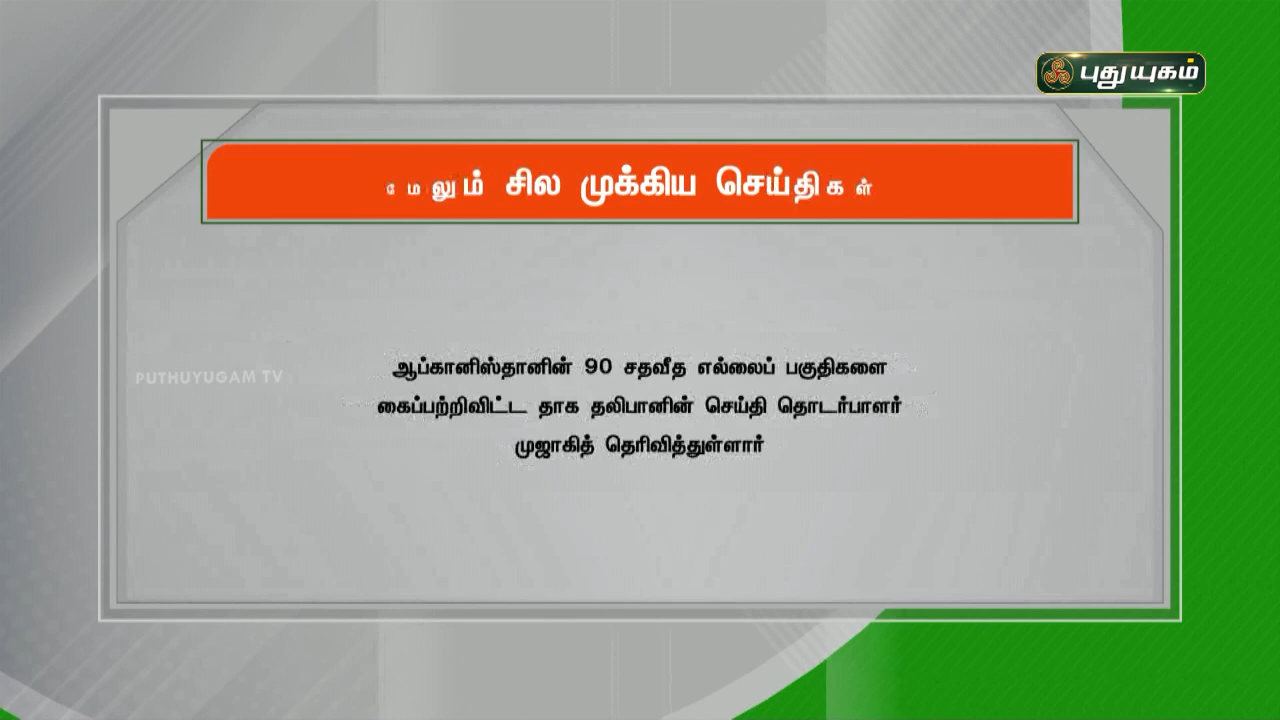 புதுயுகம்
மேலும் சில முக்கிய செய்திகள்
ஆப்கானிஸ்தானின் 90 சதவீத எல்லைப் பகுதிகளை
PUTHUYUGAM TV
கைப்பற்றிவிட்ட தாக தலிபானின் செய்தி தொடர்பாளர்
முஜாகித் தெரிவித்துள்ளார்